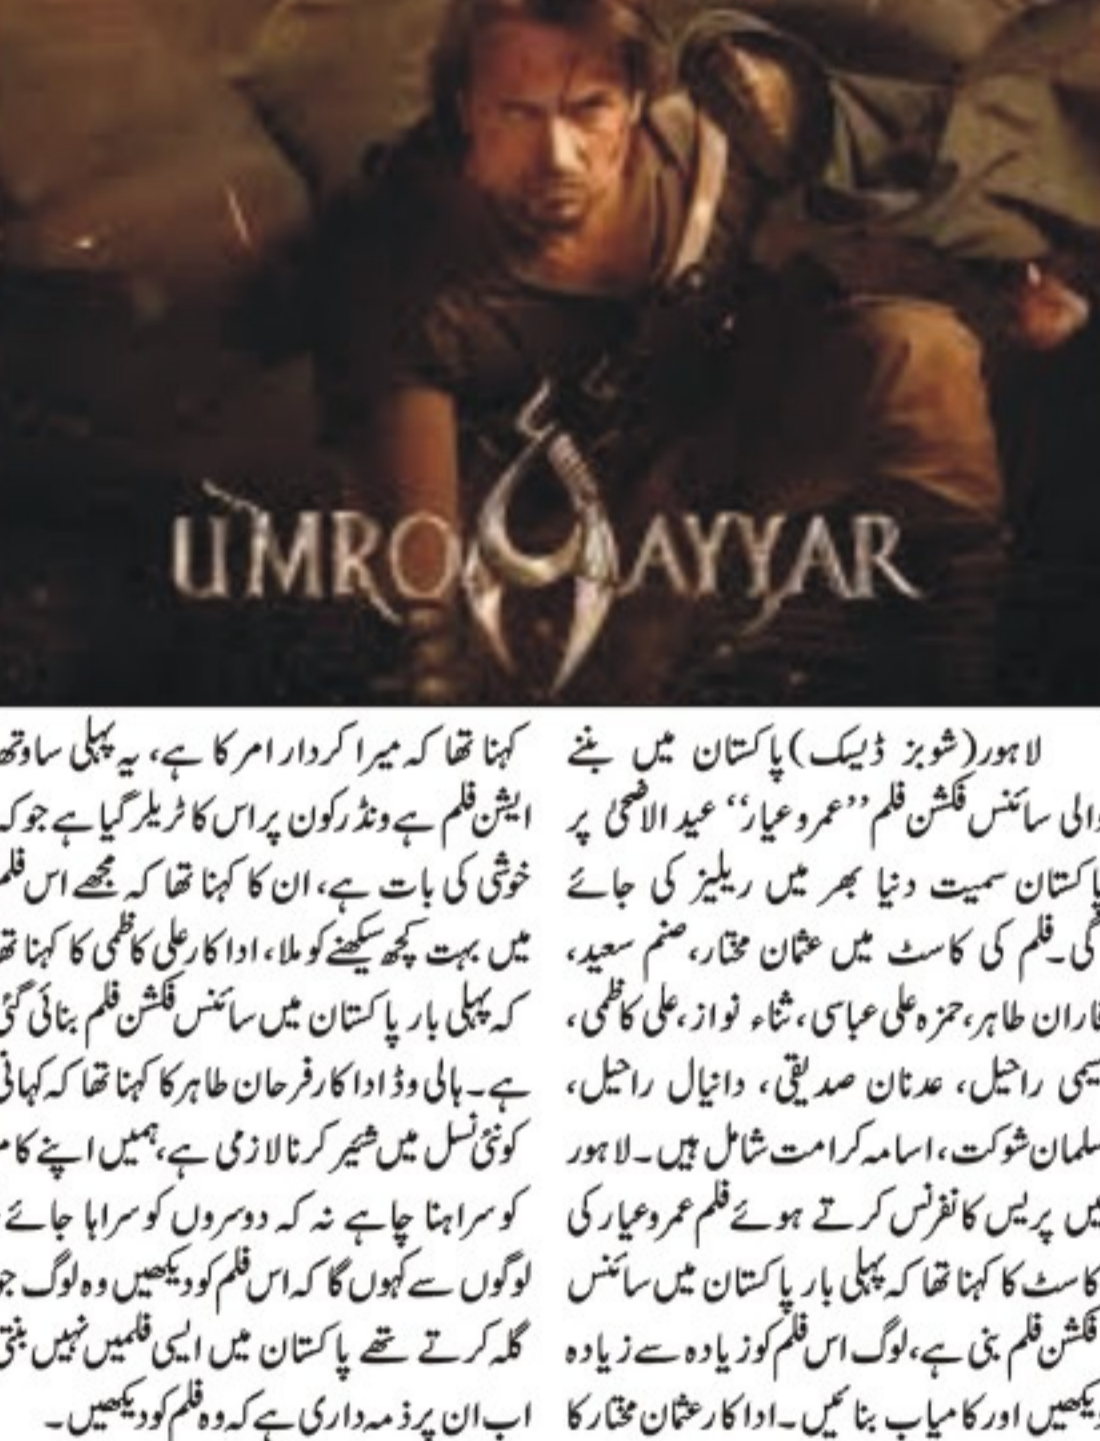 UMRO AYYAR
لاہور(شوبز ڈیسک)پاکستان میں بننے
والی سائنس فکشن فلم ’’عمرو عیار‘‘ عید الاضحیٰ پر
پاکستان سمیت دنیا بھر میں ریلیز کی جائے
گی۔فلم کی کاسٹ میں عثمان مختار، صنم سعید،
فاران طاہر،حمزہ علی عباسی، ثناء نواز، علی کاظمی،
سیمی راحیل، عدنان صدیقی، دانیال راحیل،
سلمان شوکت، اسامہ کرامت شامل ہیں۔لاہور
میں پریس کانفرنس کرتے ہوئے فلم عمرو عیار کی
کاسٹ کا کہنا تھا کہ پہلی بار پاکستان میں سائنس
فکشن فلم بنی ہے،لوگ اس فلم کو زیادہ سے زیادہ
دیکھیں اور کامیاب بنائیں۔اداکار عثمان مختار کا
کہنا تھا کہ میرا کردار امر کا ہے، یہ پہلی ساوتھ
ایشن فلم ہے ونڈرکون پر اس کا ٹریلر گیا ہے جو کہ
خوشی کی بات ہے، ان کا کہنا تھا کہ مجھے اس فلم
میں بہت کچھ سیکھنے کو ملا، اداکار علی کاظمی کا کہنا تھا
کہ پہلی بار پاکستان میں سائنس فکشن فلم بنائی گئی
ہے۔ہالی وڈ اداکار فرحان طاہر کا کہنا تھا کہ کہانی
کو نئی نسل میں شئیر کرنا لازمی ہے،ہمیں اپنے کام
کو سراہنا چاہے نہ کہ دوسروں کو سراہا جائے
لوگوں سے کہوں گا کہ اس فلم کو دیکھیں وہ لوگ جو
گلہ کرتے تھے پاکستان میں ایسی فلمیں نہیں بنتی
اب ان پر ذمہ داری ہے کہ وہ فلم کو دیکھیں۔